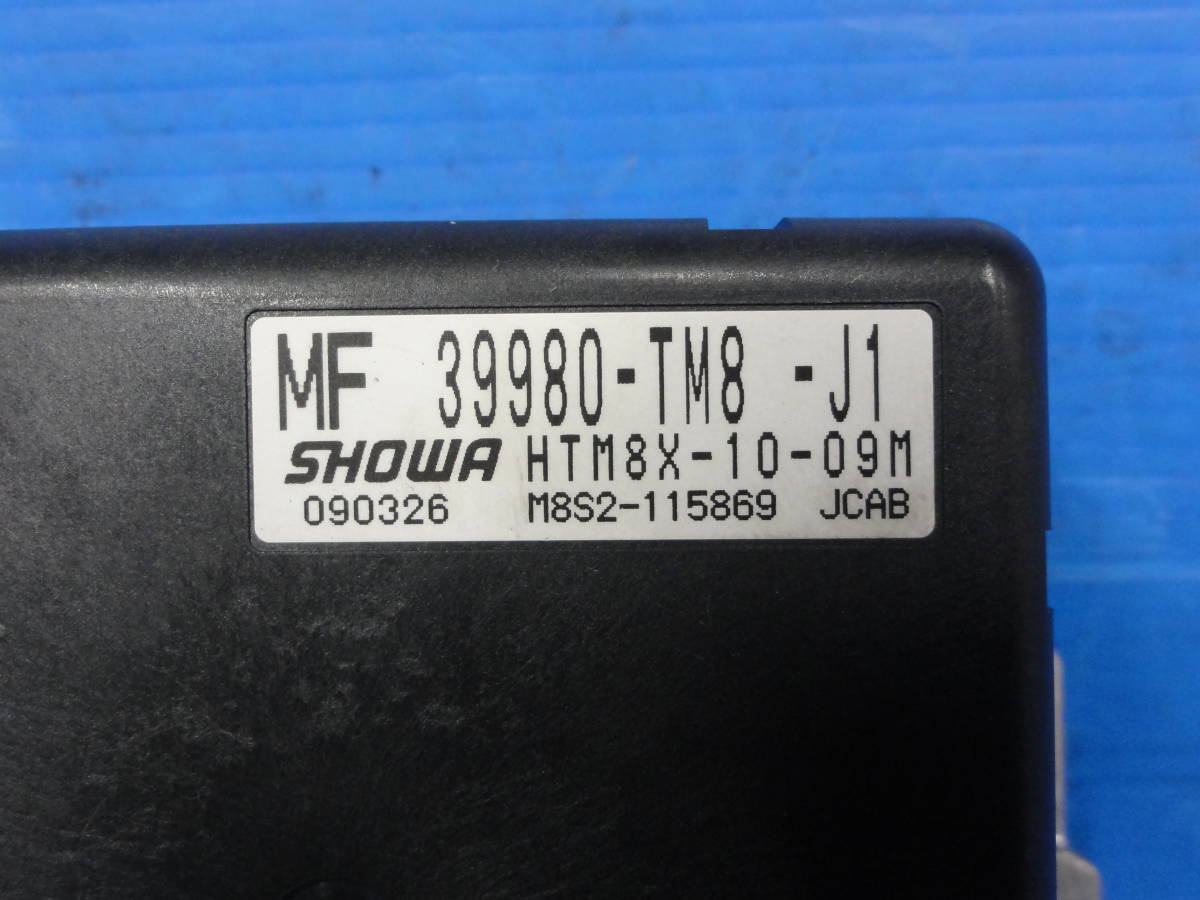 MF 39980-TM8 -J1
SHOWA HTM8X-10-09M
090326 M8S2-115869 JCAB